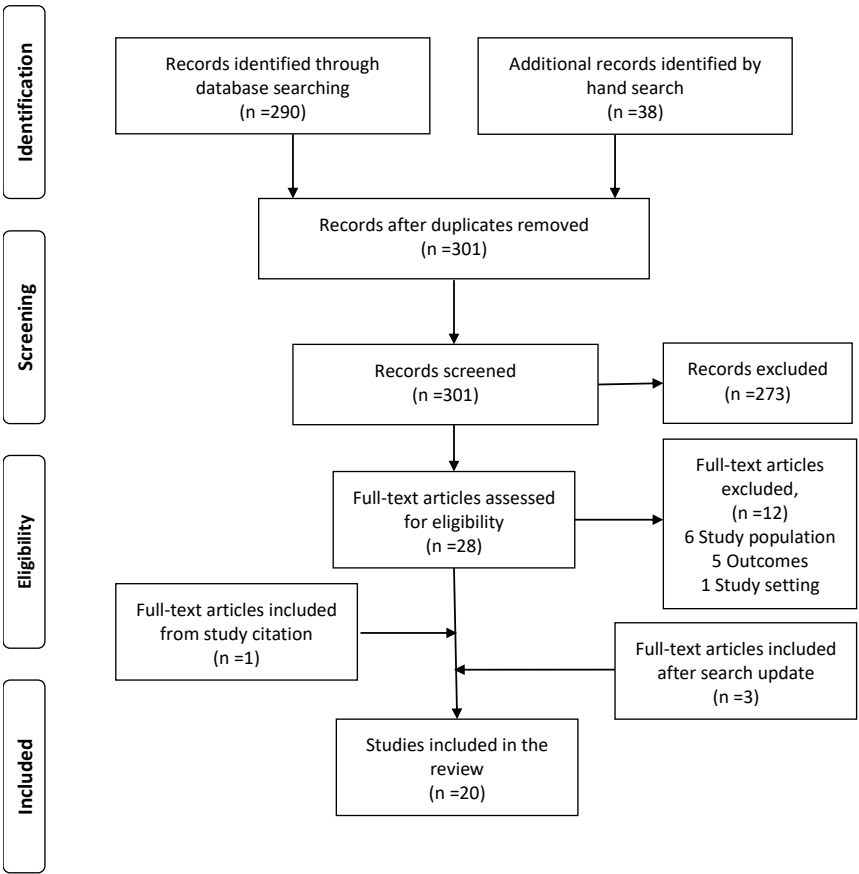 Identification
Records identified through
database searching
(n =290)
Additional records identified by
hand search
(n =38)
Records after duplicates removed
(n =301)
Screening
Records screened
(n =301)
Records excluded
(n =273)
Eligibility
Full-text articles assessed
for eligibility
(n =28)
Full-text articles
excluded,
(n =12)
6 Study population
5 Outcomes
1 Study setting
Full-text articles included
from study citation
(n =1)
Full-text articles included
after search update
(n =3)
Included
Studies included in the
review
(n =20)